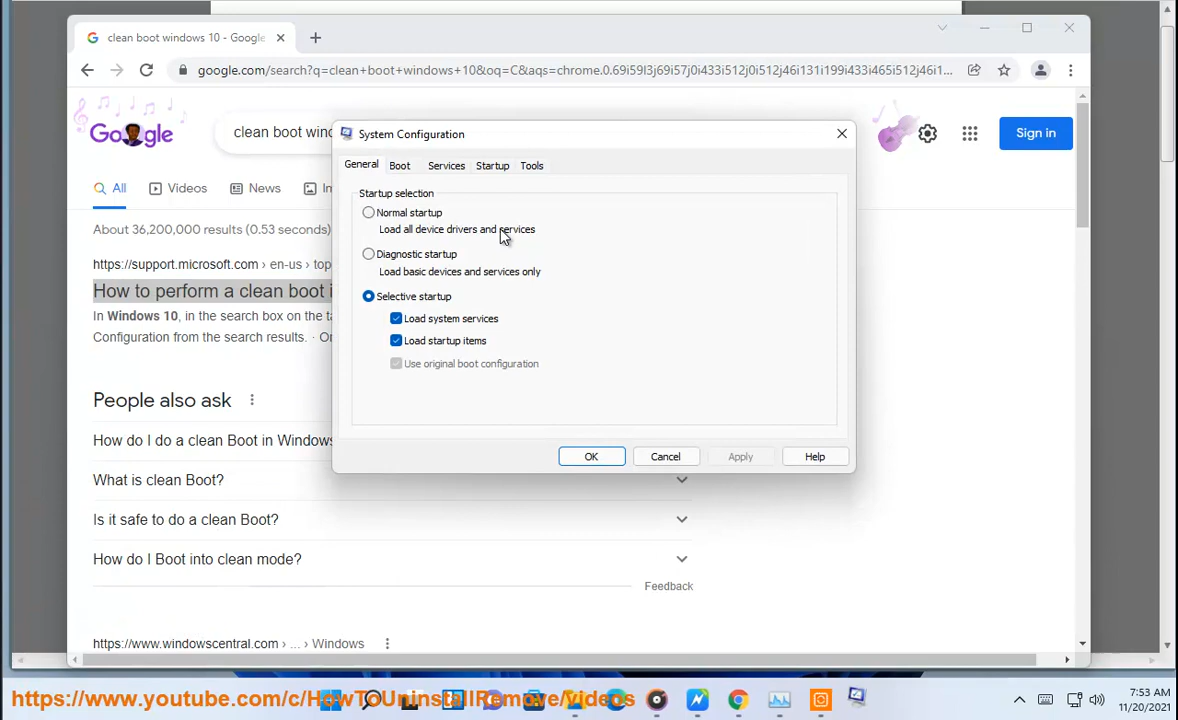 clean boot windows 10 - Google
google.com/search?q=clean+boot+windows+10&oq=C&aqs=chrome.0.69i59l3j69i57j0i433i512j0i512j46i131i199i433i465i512j46i...
Google
clean boot wind
Sign in
All
Videos
News
About 36,200,000 results (0.53 seconds)
https://support.microsoft.com › en-us › top
How to perform a clean boot i
In Windows 10, in the search box on the ta
Configuration from the search results. · On
People also ask
How do I do a clean Boot in Windows
What is clean Boot?
Is it safe to do a clean Boot?
How do I Boot into clean mode?
Feedback
https://www.windowscentral.com › ... › Windows
System Configuration
General
Boot
Services
Startup
Tools
Startup selection
Normal startup
Load all device drivers and services
Diagnostic startup
Load basic devices and services only
Selective startup
Load system services
Load startup items
Use original boot configuration
OK
Cancel
Apply
Help
https://www.youtube.com/c/HowTOUninstallRemove/videos
7:53 AM
11/20/2021